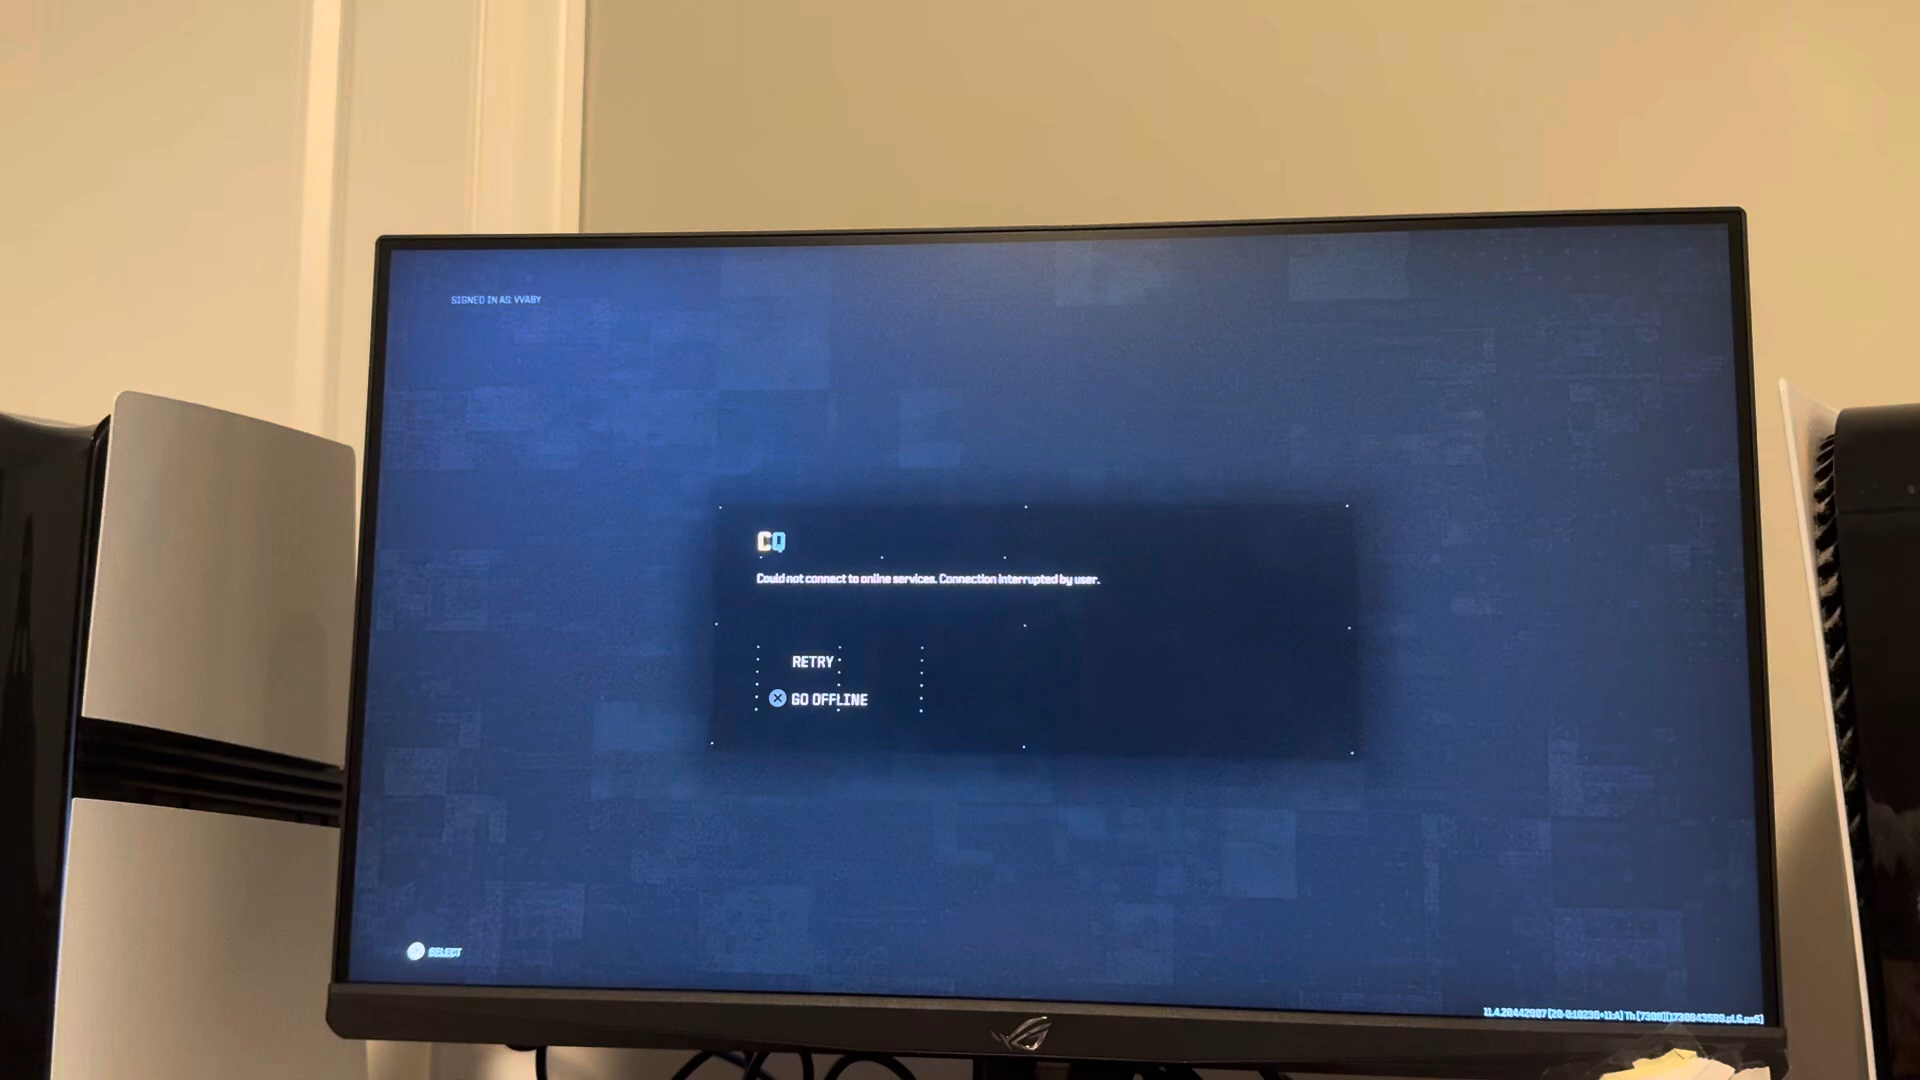 SIGNED IN AS: VVABY
CQ
Could not connect to online services. Connection interrupted by user.
RETRY
GO OFFLINE
SELECT